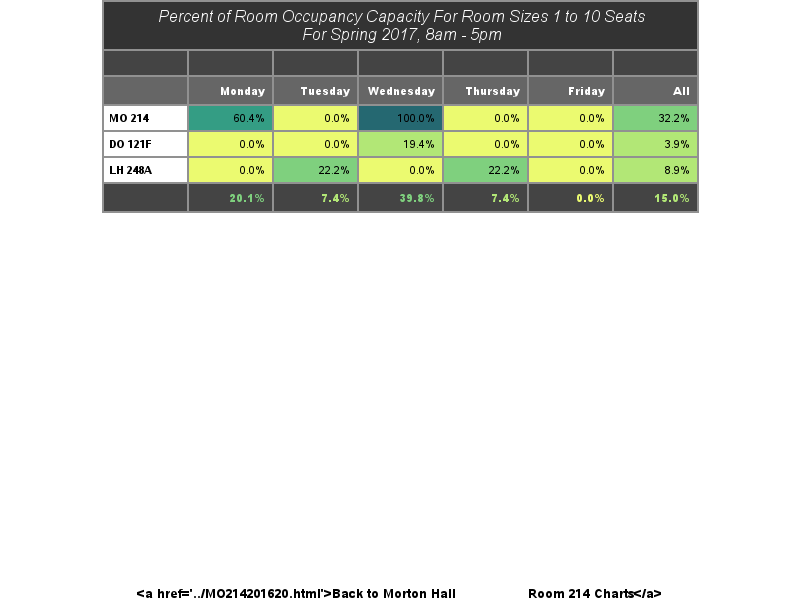 Percent of Room Occupancy Capacity For Room Sizes 1 to 10 Seats
For Spring 2017, 8am - 5pm
Monday Tuesday Wednesday Thursday Friday All
MO 214 60.4% 0.0% 100.0% 0.0% 0.0% 32.2%
DO 121F 0.0% 0.0% 19.4% 0.0% 0.0% 3.9%
LH 248A 0.0% 22.2% 0.0% 22.2% 0.0% 8.9%
20.1% 7.4% 39.8% 7.4% 0.0% 15.0%
<a href='../MO214201620.html'>Back to Morton Hall Room 214 Charts</a>